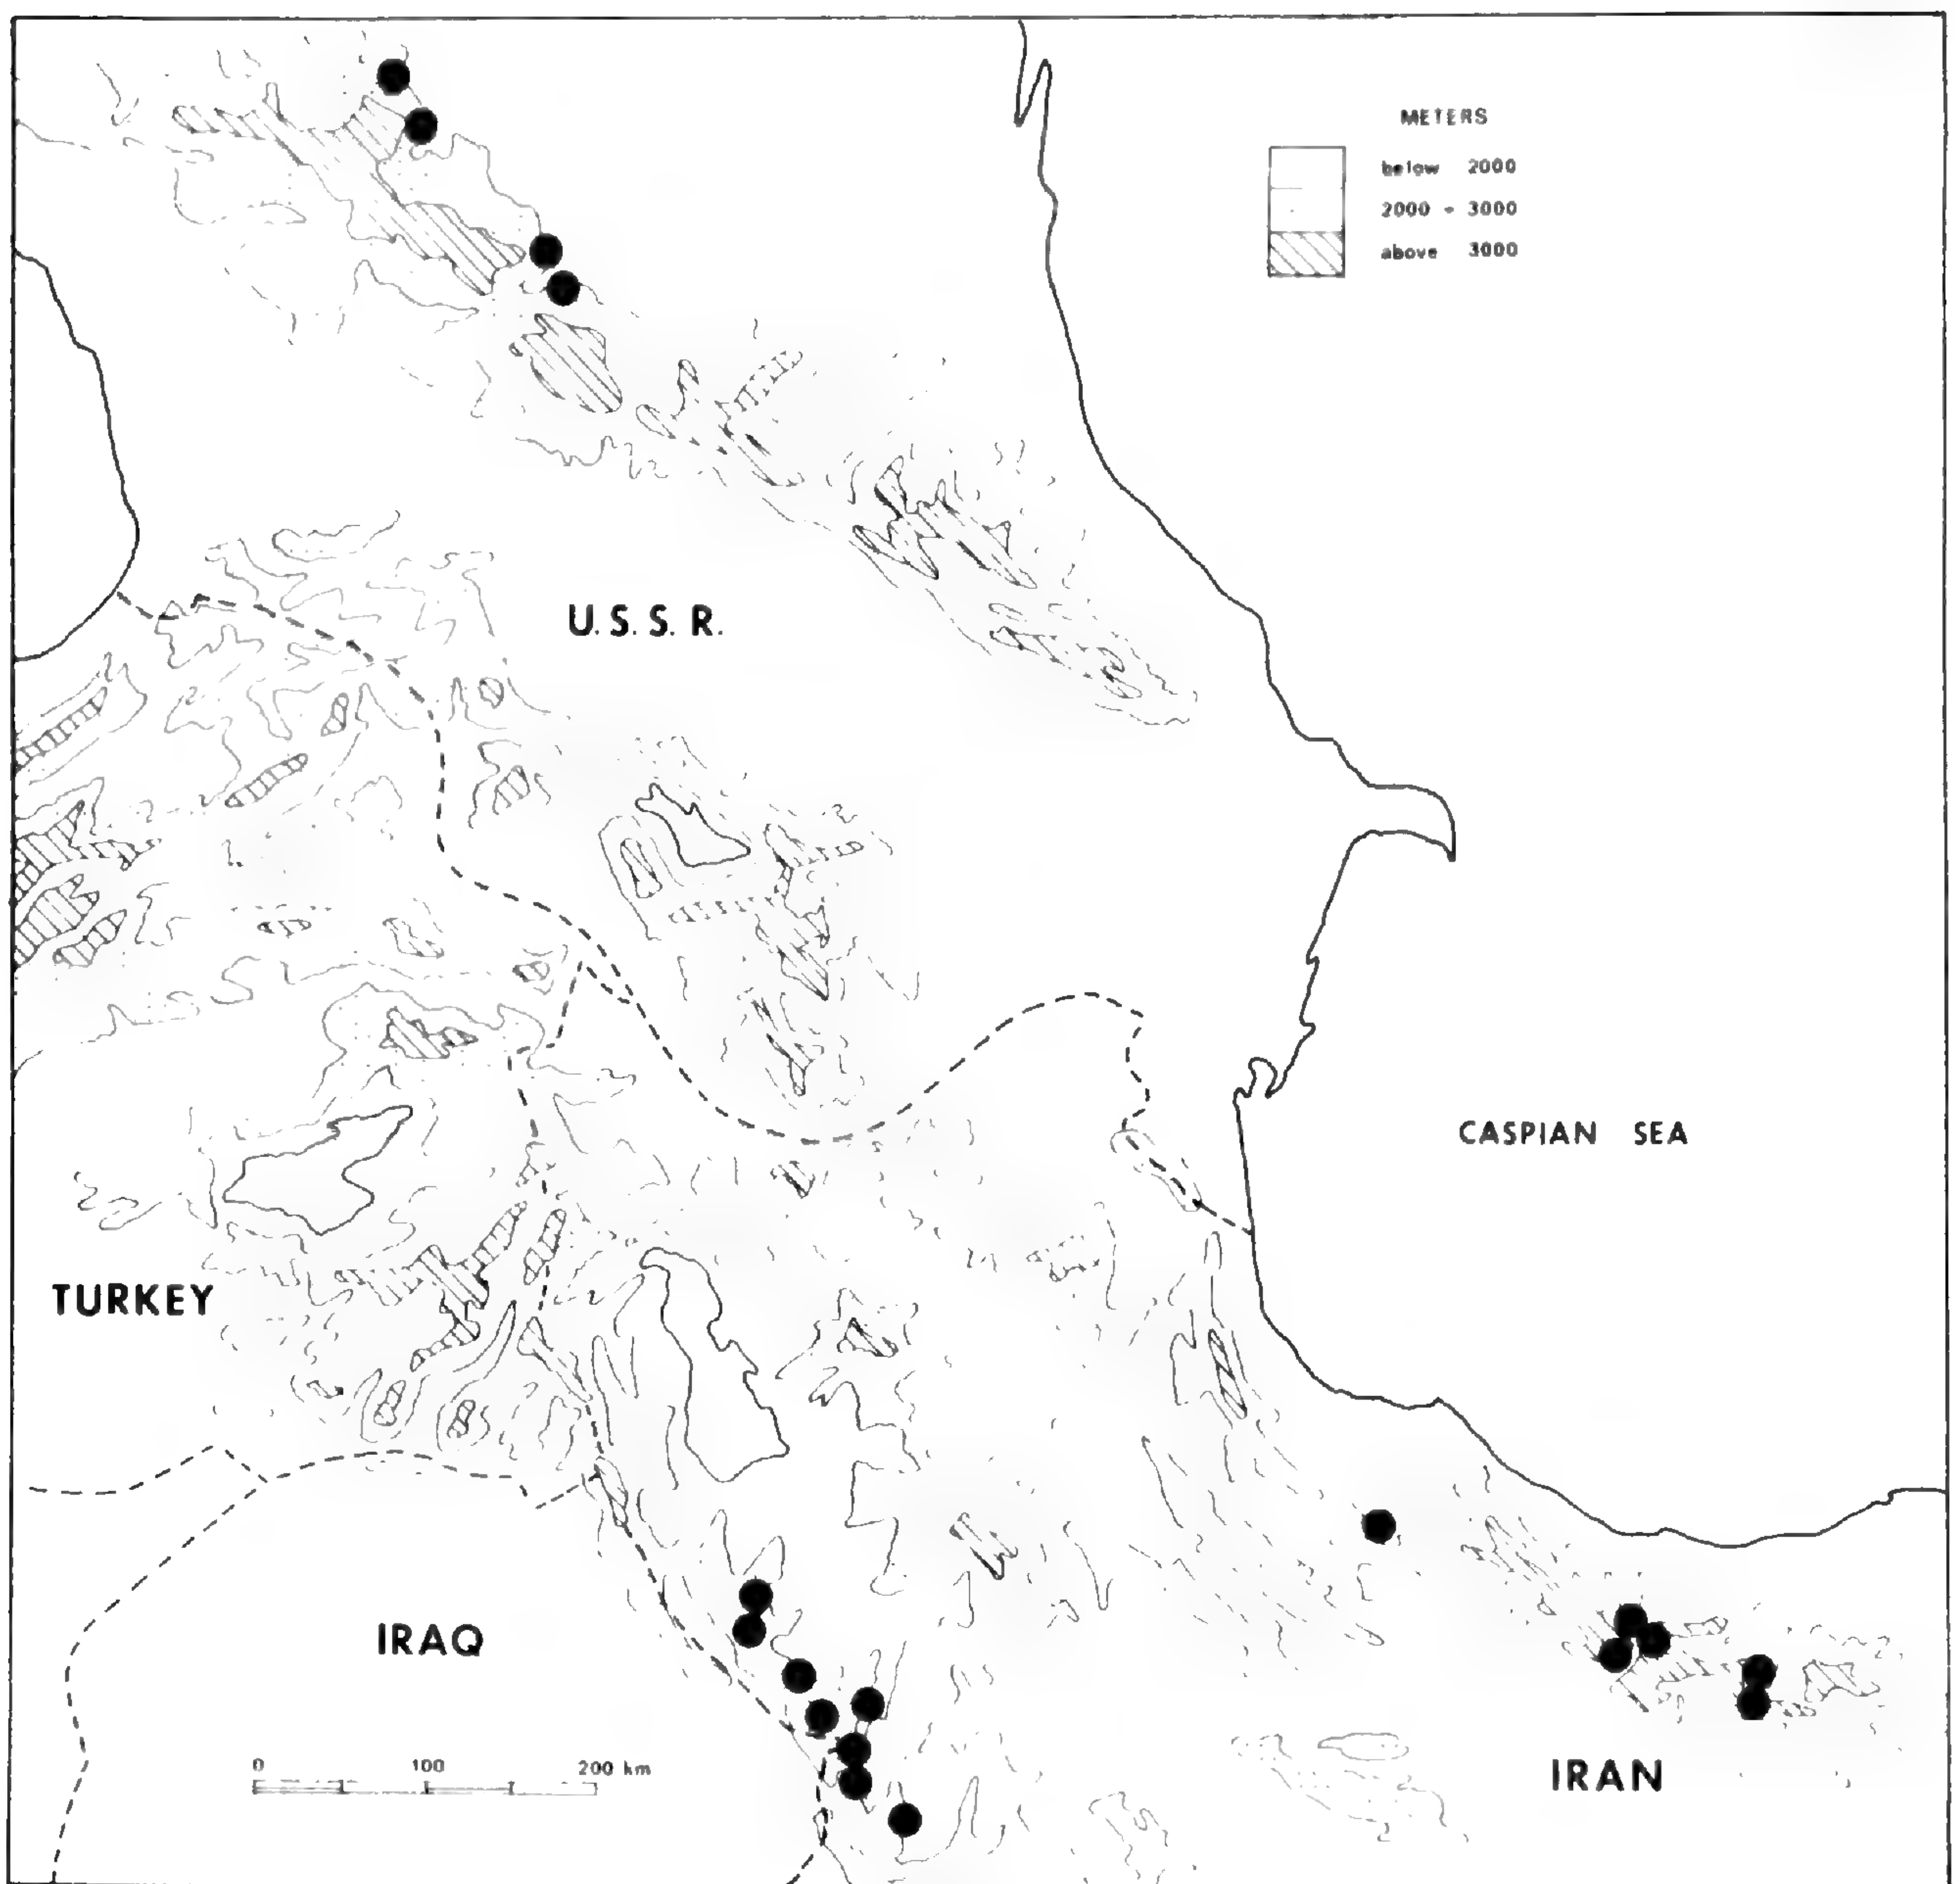 METERS
below 2000
2000 - 3000
above 3000
U.S.S.R.
CASPIAN SEA
TURKEY
IRAQ
0 100 200 km
IRAN